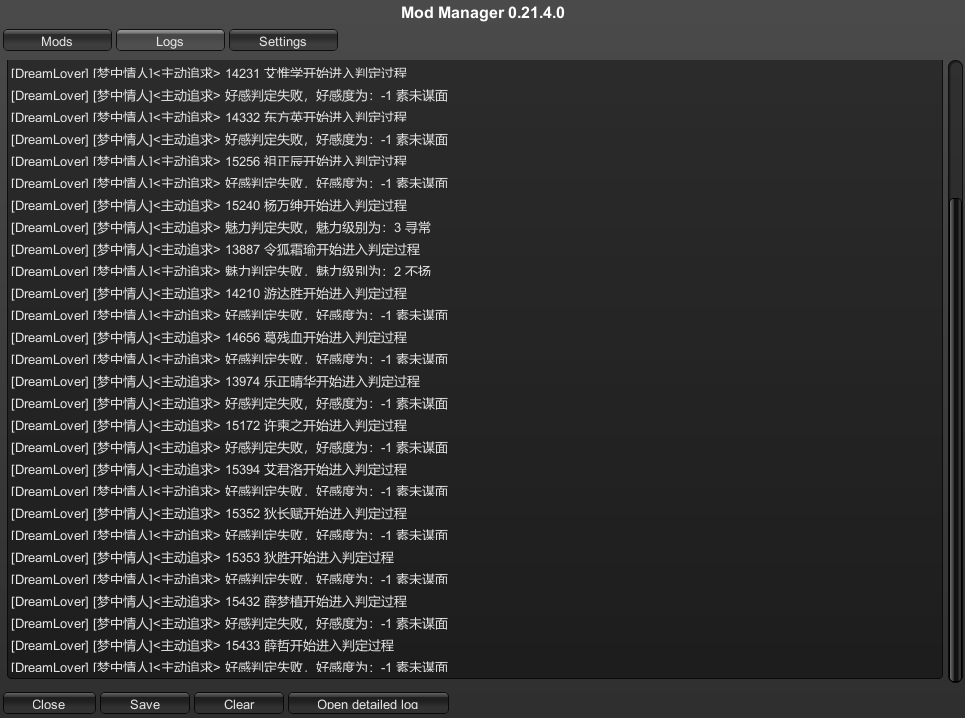 Mod Manager 0.21.4.0
Mods Logs Settings
[DreamLover] [梦中情人]<主动追求> 14231 艾惟学开始进入判定过程
[DreamLover] [梦中情人]<主动追求> 好感判定失败，好感度为：-1 素未谋面
[DreamLover] [梦中情人]<主动追求> 14332 东方英开始进入判定过程
[DreamLover] [梦中情人]<主动追求> 好感判定失败，好感度为：-1 素未谋面
[DreamLover] [梦中情人]<主动追求> 15256 祖正辰开始进入判定过程
[DreamLover] [梦中情人]<主动追求> 好感判定失败，好感度为：-1 素未谋面
[DreamLover] [梦中情人]<主动追求> 15240 杨万绅开始进入判定过程
[DreamLover] [梦中情人]<主动追求> 魅力判定失败，魅力级别为：3 寻常
[DreamLover] [梦中情人]<主动追求> 13887 令狐霜瑜开始进入判定过程
[DreamLover] [梦中情人]<主动追求> 魅力判定失败，魅力级别为：2 不扬
[DreamLover] [梦中情人]<主动追求> 14210 游达胜开始进入判定过程
[DreamLover] [梦中情人]<主动追求> 好感判定失败，好感度为：-1 素未谋面
[DreamLover] [梦中情人]<主动追求> 14656 葛残血开始进入判定过程
[DreamLover] [梦中情人]<主动追求> 好感判定失败，好感度为：-1 素未谋面
[DreamLover] [梦中情人]<主动追求> 13974 乐正晴华开始进入判定过程
[DreamLover] [梦中情人]<主动追求> 好感判定失败，好感度为：-1 素未谋面
[DreamLover] [梦中情人]<主动追求> 15172 许柬之开始进入判定过程
[DreamLover] [梦中情人]<主动追求> 好感判定失败，好感度为：-1 素未谋面
[DreamLover] [梦中情人]<主动追求> 15394 艾君洛开始进入判定过程
[DreamLover] [梦中情人]<主动追求> 好感判定失败，好感度为：-1 素未谋面
[DreamLover] [梦中情人]<主动追求> 15352 狄长赋开始进入判定过程
[DreamLover] [梦中情人]<主动追求> 好感判定失败，好感度为：-1 素未谋面
[DreamLover] [梦中情人]<主动追求> 15353 狄胜开始进入判定过程
[DreamLover] [梦中情人]<主动追求> 好感判定失败，好感度为：-1 素未谋面
[DreamLover] [梦中情人]<主动追求> 15432 薛梦植开始进入判定过程
[DreamLover] [梦中情人]<主动追求> 好感判定失败，好感度为：-1 素未谋面
[DreamLover] [梦中情人]<主动追求> 15433 薛哲开始进入判定过程
[DreamLover] [梦中情人]<主动追求> 好感判定失败，好感度为：-1 素未谋面
Close Save Clear Open detailed log